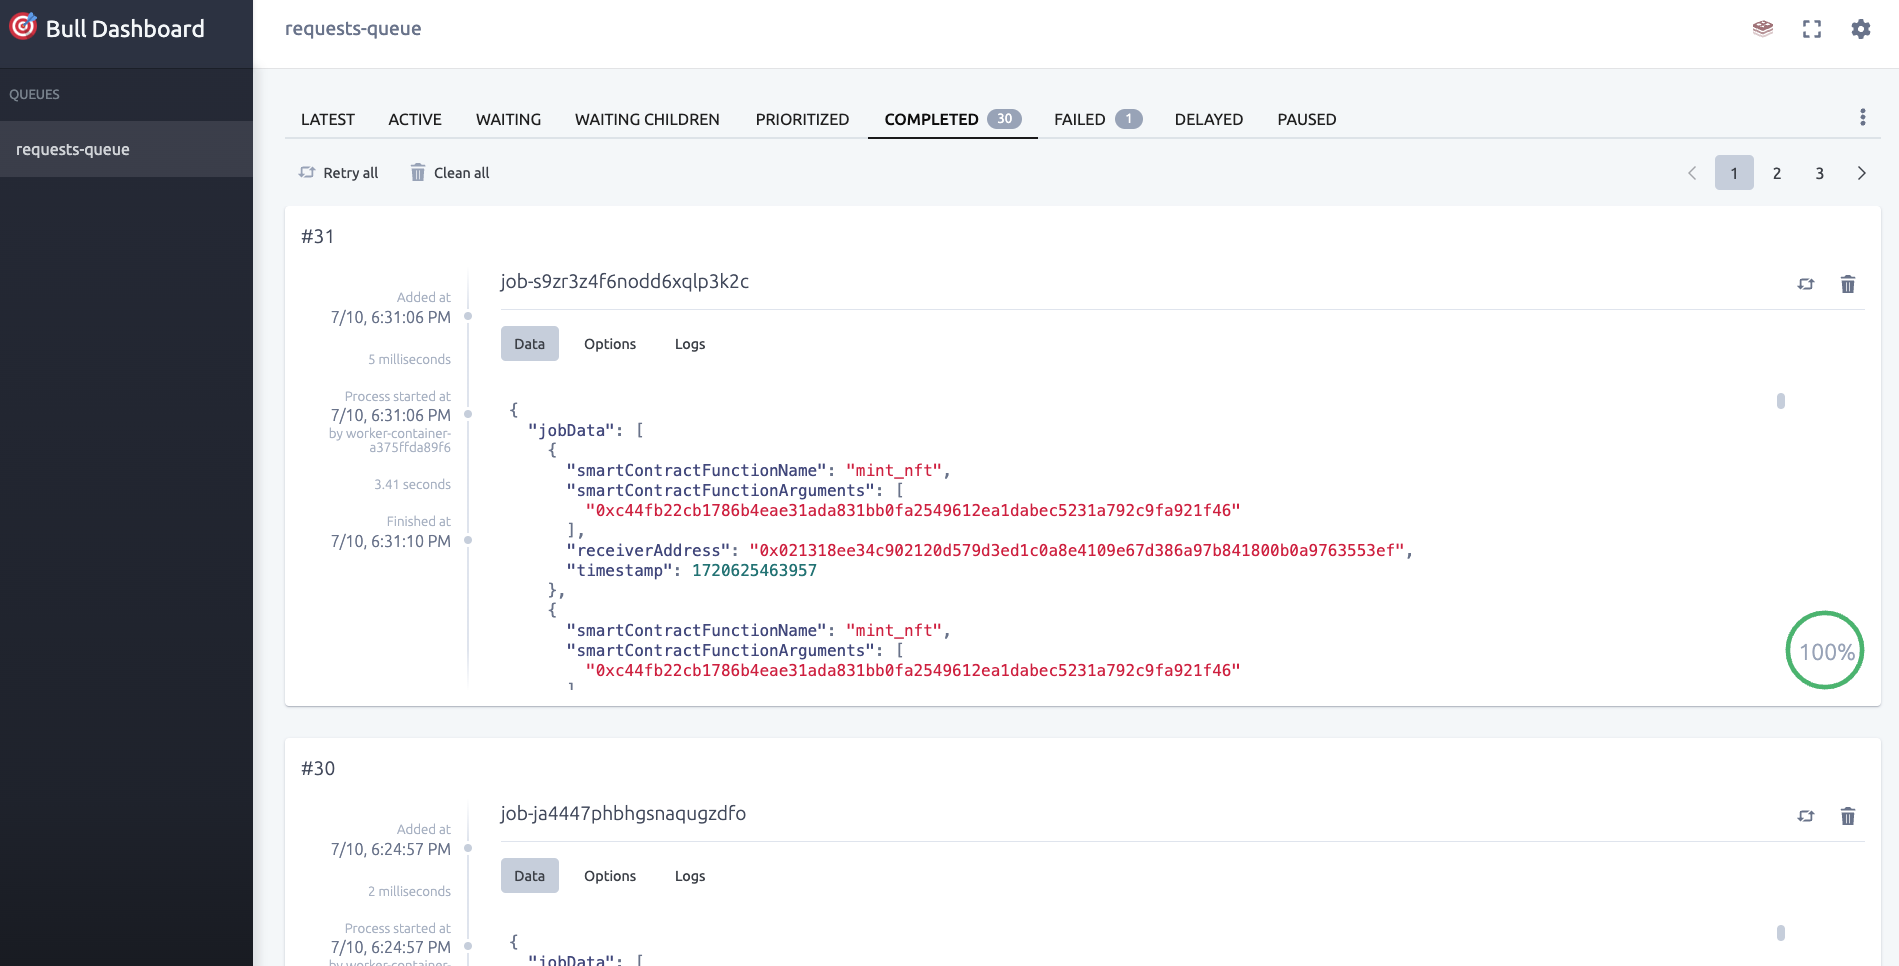 Bull Dashboard
requests-queue
QUEUES
requests-queue
LATEST ACTIVE WAITING WAITING CHILDREN PRIORITIZED COMPLETED 30 FAILED 1 DELAYED PAUSED
Retry all Clean all
1 2 3
#31
job-s9zr3z4f6nodd6xqlp3k2c
Added at
7/10, 6:31:06 PM
5 milliseconds
Process started at
7/10, 6:31:06 PM
by worker-container-
a375ffda89f6
3.41 seconds
Finished at
7/10, 6:31:10 PM
Data Options Logs
{
"jobData": [
{
"smartContractFunctionName": "mint_nft",
"smartContractFunctionArguments": [
"0xc44fb22cb1786b4eae31ada831bb0fa2549612ea1dabec5231a792c9fa921f46"
],
"receiverAddress": "0x021318ee34c902120d579d3ed1c0a8e4109e67d386a97b841800b0a9763553ef",
"timestamp": 1720625463957
},
{
"smartContractFunctionName": "mint_nft",
"smartContractFunctionArguments": [
"0xc44fb22cb1786b4eae31ada831bb0fa2549612ea1dabec5231a792c9fa921f46"
]
100%
#30
job-ja4447phbhgsnaqugzdfo
Added at
7/10, 6:24:57 PM
2 milliseconds
Process started at
7/10, 6:24:57 PM
by worker-container-
Data Options Logs
{
"jobData": [